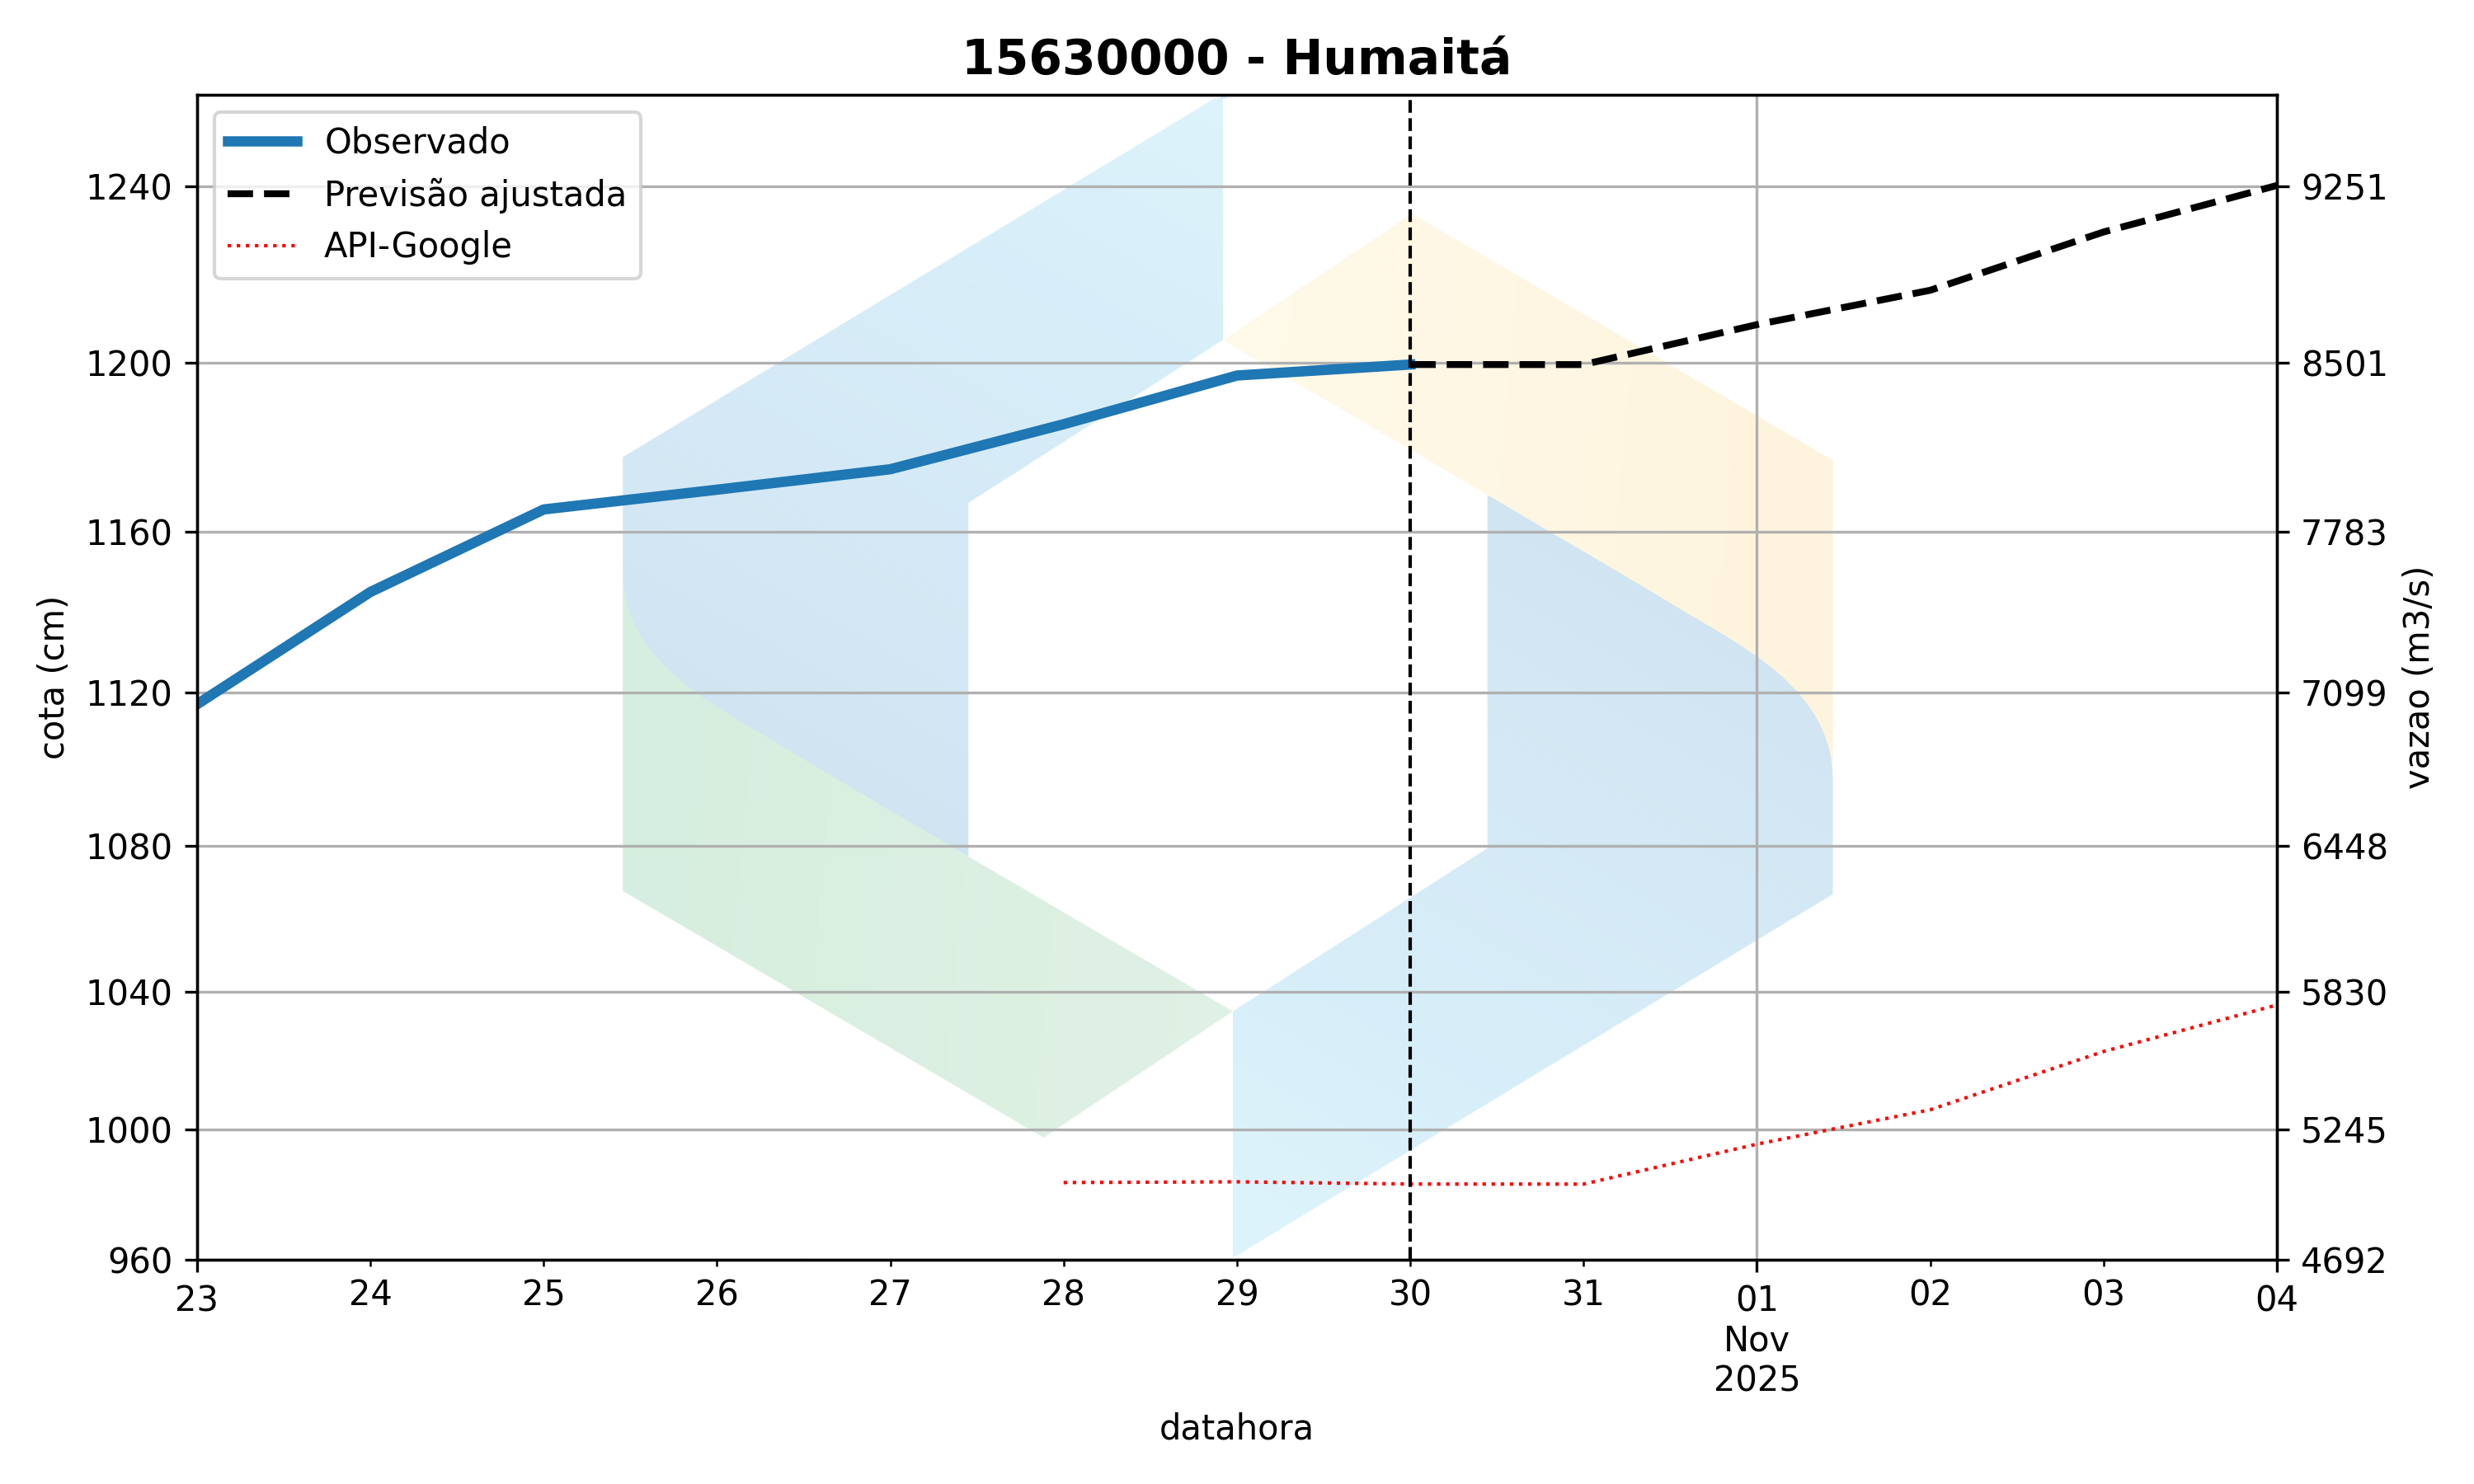 15630000 - Humaitá
Observado
Previsão ajustada
API-Google
1240
1200
1160
1120
1080
1040
1000
960
cota (cm)
9251
8501
7783
7099
6448
5830
5245
4692
vazao (m3/s)
23 24 25 26 27 28 29 30 31 01 02 03 04
Nov
2025
datahora